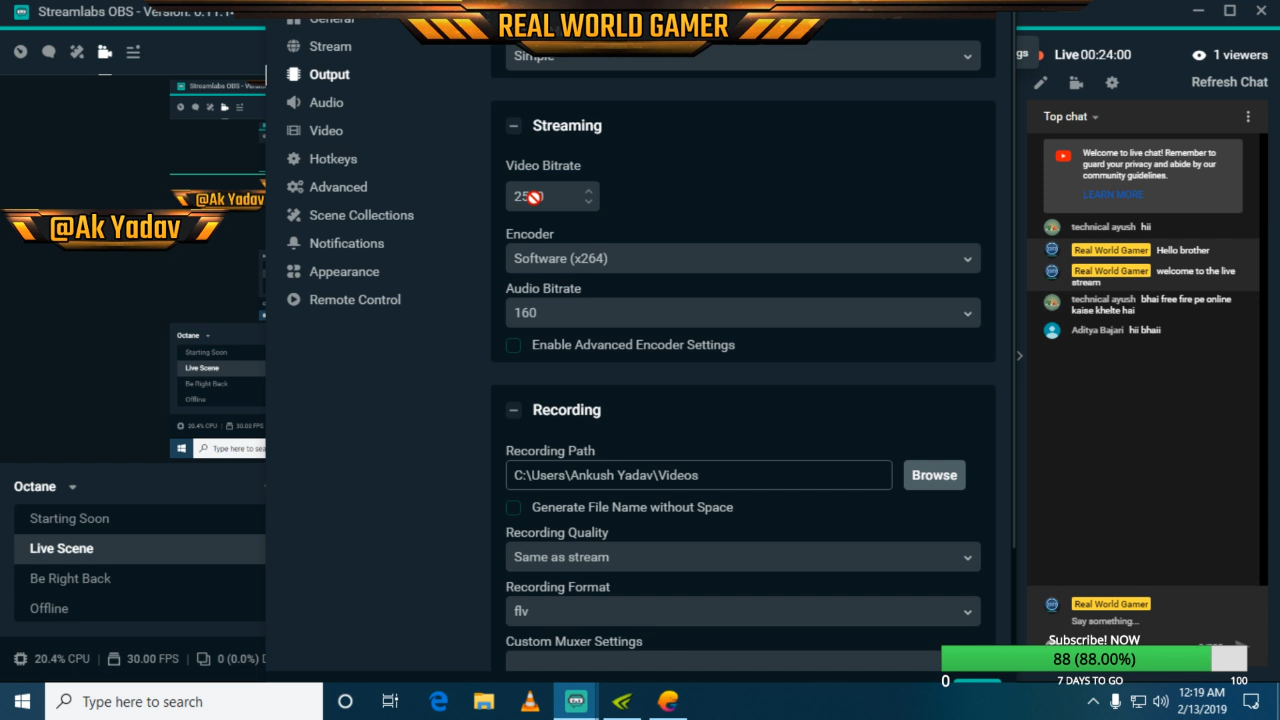 Streamlabs OBS - Version: 0.11.1
General
REAL WORLD GAMER
Stream
Output
Audio
Video
Hotkeys
Advanced
Scene Collections
Notifications
Appearance
Remote Control
Simple
Streaming
Video Bitrate
Encoder
Software (x264)
Audio Bitrate
160
Enable Advanced Encoder Settings
Recording
Recording Path
C:\Users\Ankush Yadav\Videos
Browse
Generate File Name without Space
Recording Quality
Same as stream
Recording Format
flv
Custom Muxer Settings
Streamlabs OBS
@Ak Yadav
@Ak Yadav
Octane
Starting Soon
Live Scene
Be Right Back
Offline
20.4% CPU | 30.00 FPS
Type here to sea
Octane
Starting Soon
Live Scene
Be Right Back
Offline
20.4% CPU | 30.00 FPS | 0 (0.0%) D
gs
Live 00:24:00
1 viewers
Refresh Chat
Top chat
Welcome to live chat! Remember to
guard your privacy and abide by our
community guidelines.
LEARN MORE
technical ayush hii
Real World Gamer Hello brother
Real World Gamer welcome to the live
stream
technical ayush bhai free fire pe online
kaise khelte hai
Aditya Bajari hii bhaii
Real World Gamer
Say something...
Subscribe! NOW
88 (88.00%)
0
7 DAYS TO GO
100
Type here to search
12:19 AM
2/13/2019